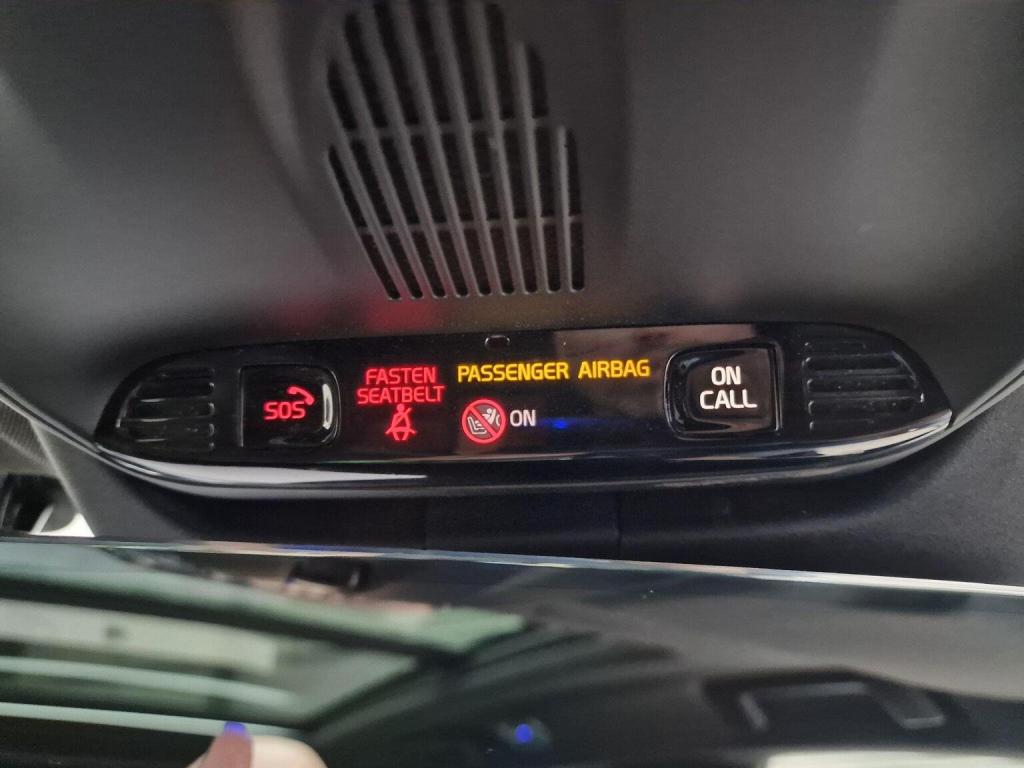 SOS
FASTEN
SEATBELT
PASSENGER AIRBAG
ON
ON
CALL